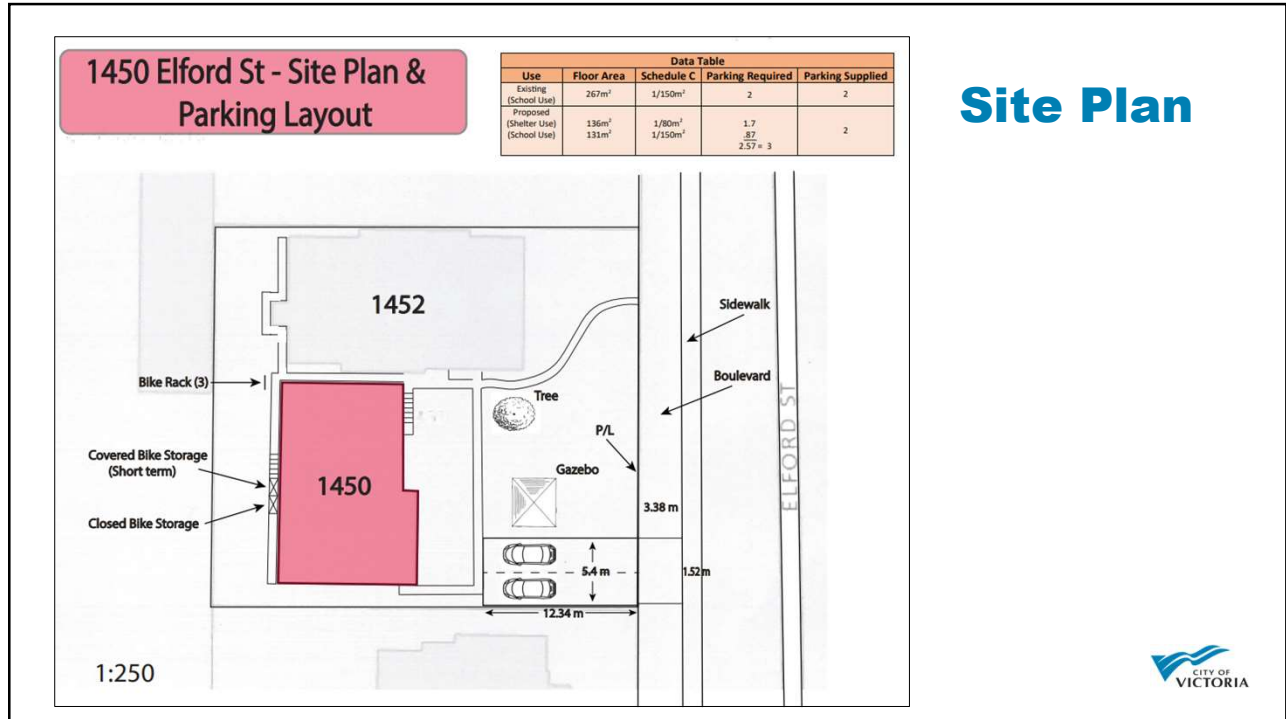 1450 Elford St - Site Plan &
Parking Layout
Data Table
Use Floor Area Schedule C Parking Required Parking Supplied
Existing
(School Use) 267m² 1/150m² 2 2
Proposed
(Shelter Use) 136m² 1/80m² 1.7
(School Use) 131m² 1/150m² .87 2
2.57 = 3
Site Plan
1452
Sidewalk
Bike Rack (3)
Boulevard
Tree
P/L
Covered Bike Storage
(Short term)
1450
Gazebo
ELFORD ST
3.38 m
Closed Bike Storage
5.4 m
1.52 m
12.34 m
1:250
CITY OF
VICTORIA